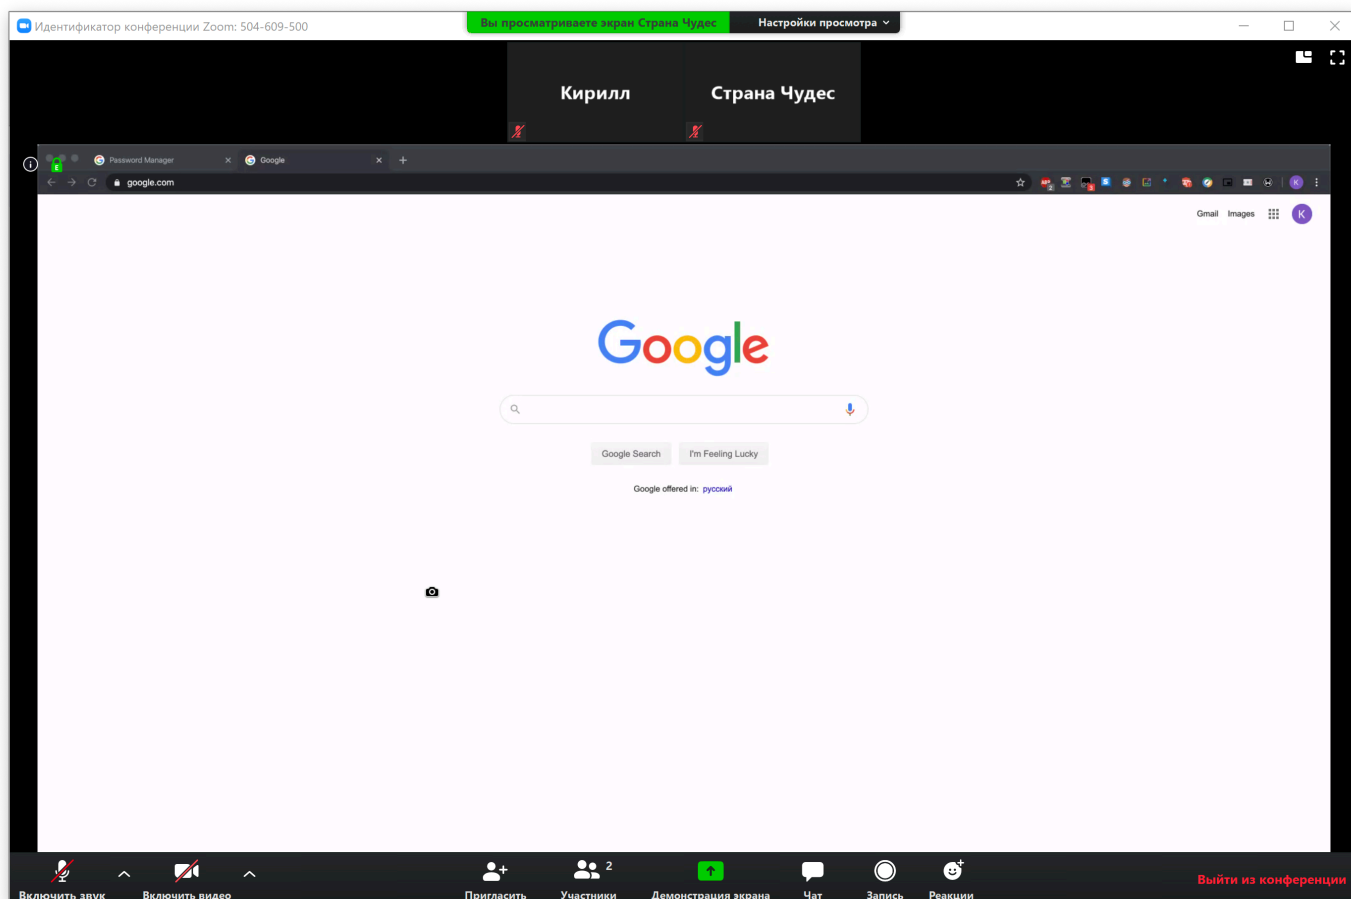 Идентификатор конференции Zoom: 504-609-500
Вы просматриваете экран Страна Чудес
Настройки просмотра
Кирилл
Страна Чудес
Password Manager
Google
google.com
Gmail
Images
K
Google
Google Search
I'm Feeling Lucky
Google offered in: русский
2
Включить звук
Включить видео
Пригласить
Участники
Демонстрация экрана
Чат
Запись
Реакции
Выйти из конференции